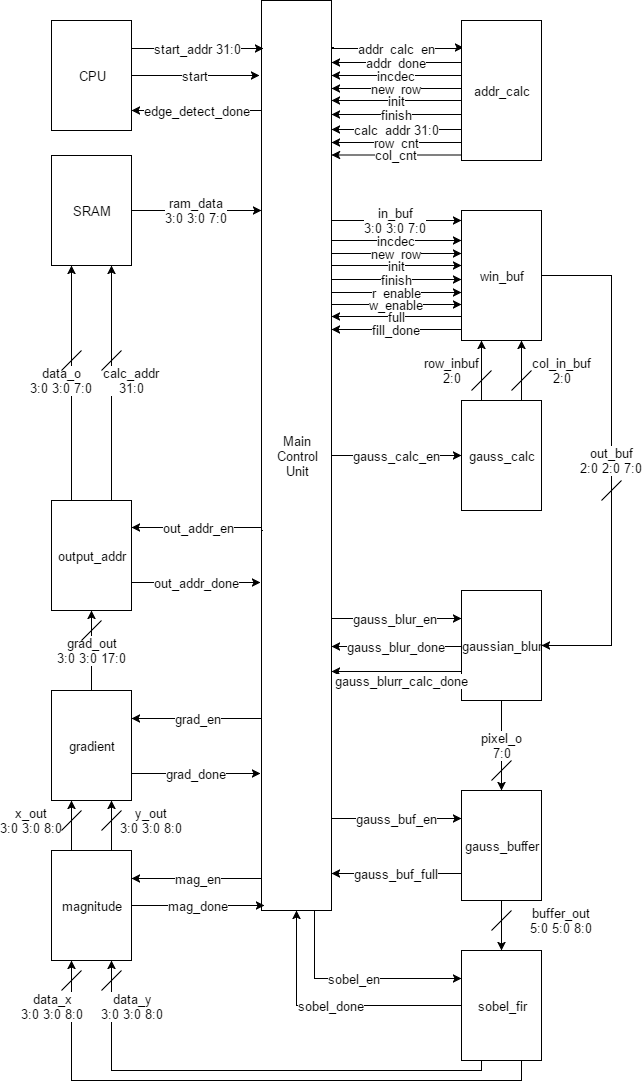 CPU
start_addr 31:0
start
edge_detect_done
addr_calc_en
addr_done
incdec
new_row
init
finish
calc_addr 31:0
row_cnt
col_cnt
addr_calc
SRAM
ram_data
3:0 3:0 7:0
in_buf
3:0 3:0 7:0
incdec
new_row
init
finish
r_enable
w_enable
full
fill_done
win_buf
data_o
3:0 3:0 7:0
calc_addr
31:0
row_inbuf
2:0
col_in_buf
2:0
Main
Control
Unit
gauss_calc_en
gauss_calc
out_buf
2:0 2:0 7:0
output_addr
out_addr_en
out_addr_done
grad_out
3:0 3:0 17:0
gauss_blur_en
gauss_blur_done
gauss_blurr_calc_done
gaussian_blur
gradient
grad_en
grad_done
pixel_o
7:0
x_out
3:0 3:0 8:0
y_out
3:0 3:0 8:0
gauss_buf_en
gauss_buf_full
gauss_buffer
magnitude
mag_en
mag_done
buffer_out
5:0 5:0 8:0
data_x
3:0 3:0 8:0
data_y
3:0 3:0 8:0
sobel_en
sobel_done
sobel_fir